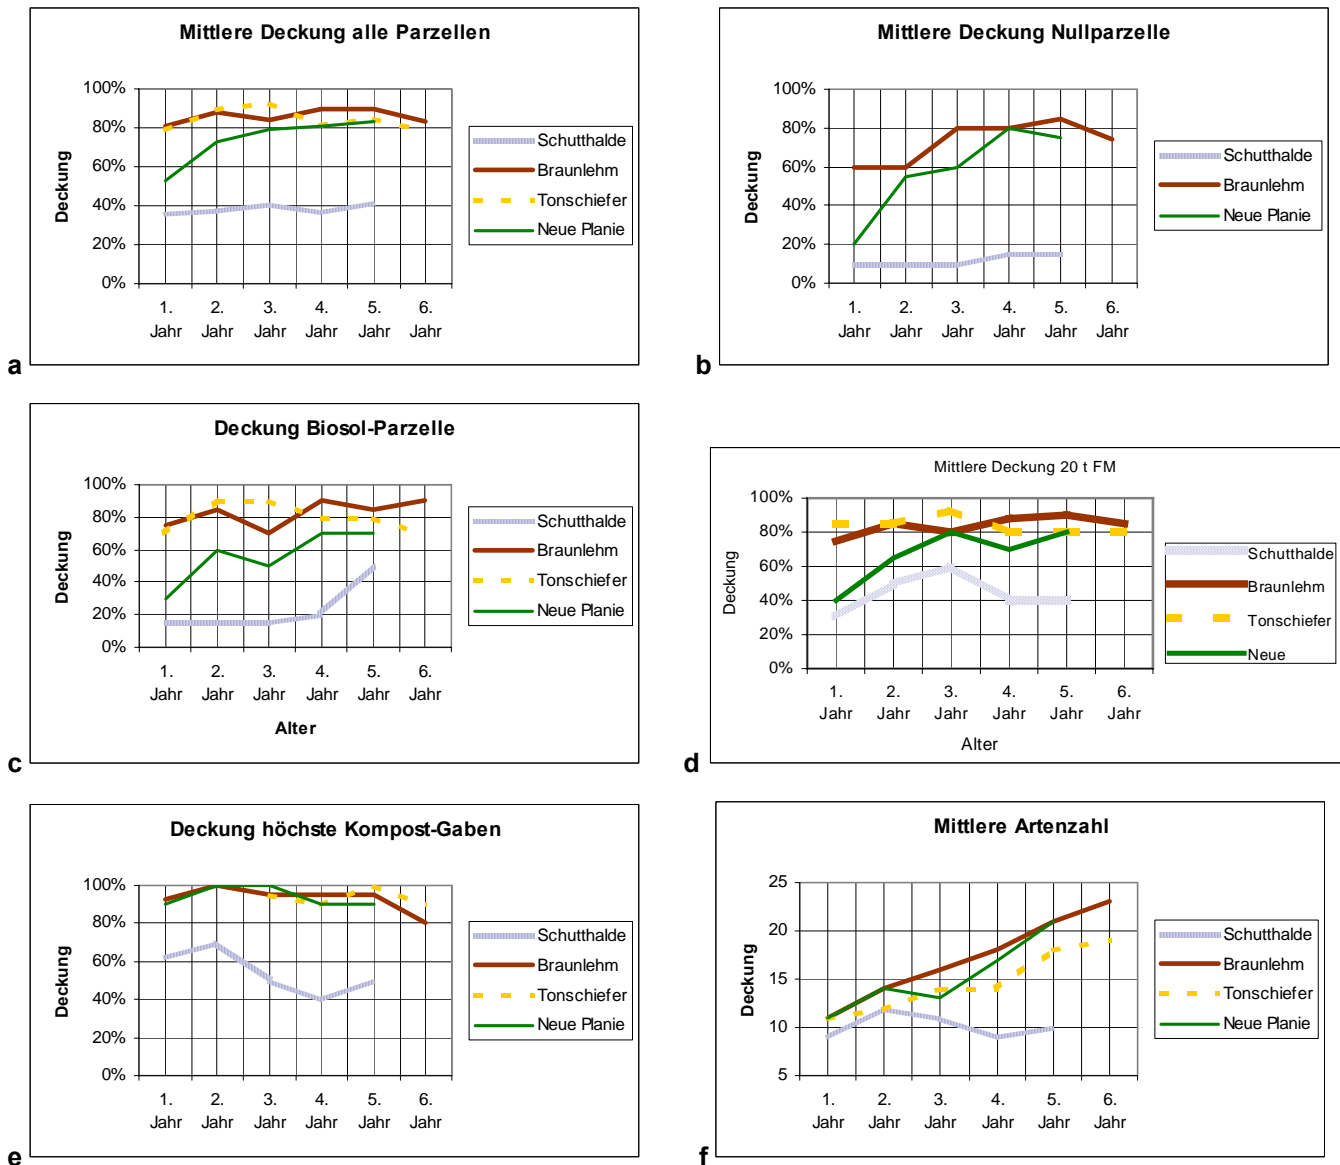 Mittlere Deckung alle Parzellen
Deckung
100%
80%
60%
40%
20%
0%
1. Jahr
2. Jahr
3. Jahr
4. Jahr
5. Jahr
6. Jahr
Schutthalde
Braunlehm
Tonschiefer
Neue Planie
a
Mittlere Deckung Nullparzelle
Deckung
100%
80%
60%
40%
20%
0%
1. Jahr
2. Jahr
3. Jahr
4. Jahr
5. Jahr
6. Jahr
Schutthalde
Braunlehm
Neue Planie
b
Deckung Biosol-Parzelle
Deckung
100%
80%
60%
40%
20%
0%
1. Jahr
2. Jahr
3. Jahr
4. Jahr
5. Jahr
6. Jahr
Alter
Schutthalde
Braunlehm
Tonschiefer
Neue Planie
c
Mittlere Deckung 20 t FM
Deckung
100%
80%
60%
40%
20%
0%
1. Jahr
2. Jahr
3. Jahr
4. Jahr
5. Jahr
6. Jahr
Alter
Schutthalde
Braunlehm
Tonschiefer
Neue
d
Deckung höchste Kompost-Gaben
Deckung
100%
80%
60%
40%
20%
0%
1. Jahr
2. Jahr
3. Jahr
4. Jahr
5. Jahr
6. Jahr
Schutthalde
Braunlehm
Tonschiefer
Neue Planie
e
Mittlere Artenzahl
Deckung
25
20
15
10
5
1. Jahr
2. Jahr
3. Jahr
4. Jahr
5. Jahr
6. Jahr
Schutthalde
Braunlehm
Tonschiefer
Neue Planie
f